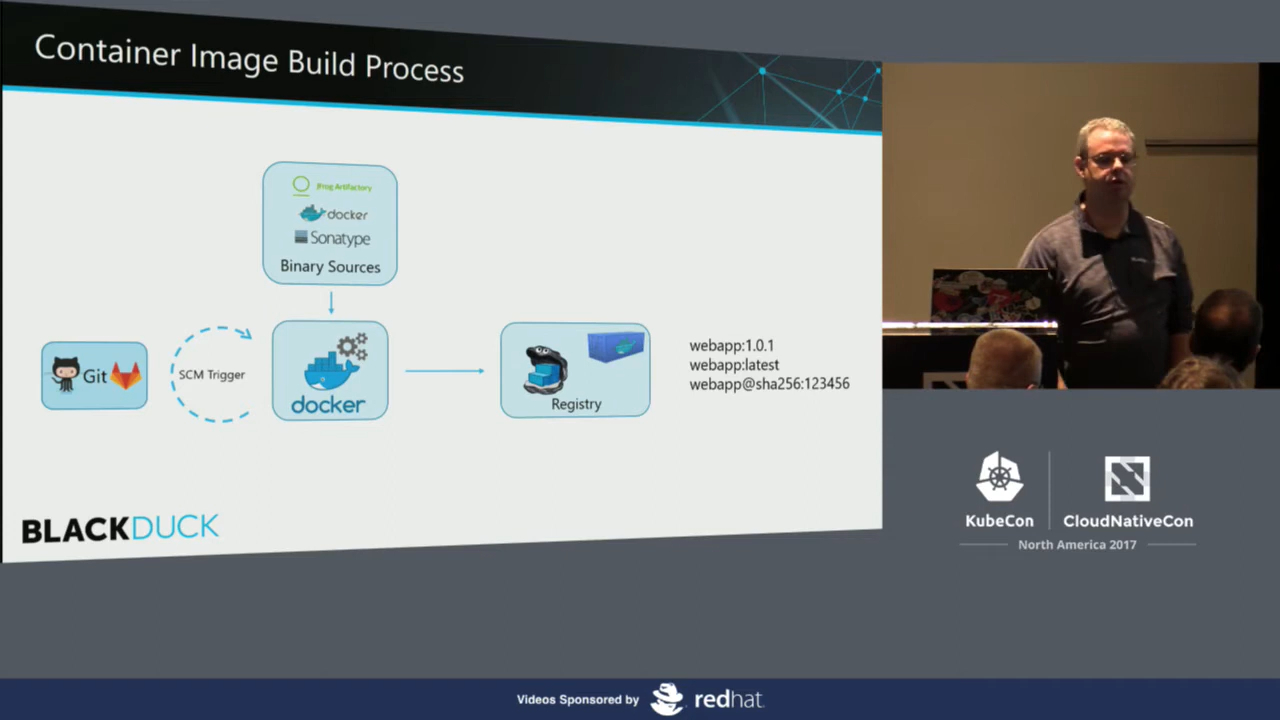 Container Image Build Process
JFrog Artifactory
docker
Sonatype
Binary Sources
Git
SCM Trigger
docker
Registry
webapp:1.0.1
webapp:latest
webapp@sha256:123456
BLACKDUCK
KubeCon
CloudNativeCon
North America 2017
Videos Sponsored by
redhat